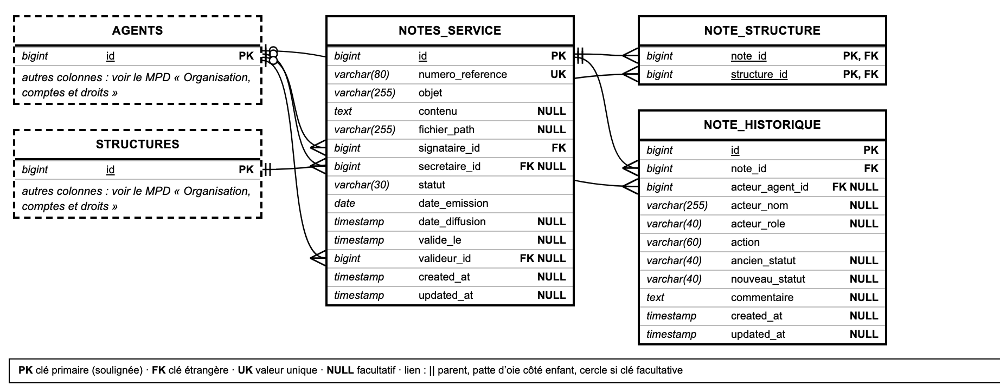 AGENTS
bigint id PK
autres colonnes : voir le MPD « Organisation,
comptes et droits »
STRUCTURES
bigint id PK
autres colonnes : voir le MPD « Organisation,
comptes et droits »
NOTES_SERVICE
bigint id PK
varchar(80) numero_reference UK
varchar(255) objet
text contenu NULL
varchar(255) fichier_path NULL
bigint signataire_id FK
bigint secretaire_id FK NULL
varchar(30) statut
date date_emission
timestamp date_diffusion NULL
timestamp valide_le NULL
bigint valideur_id FK NULL
timestamp created_at NULL
timestamp updated_at NULL
NOTE_STRUCTURE
bigint note_id PK, FK
bigint structure_id PK, FK
NOTE_HISTORIQUE
bigint id PK
bigint note_id FK
bigint acteur_agent_id FK NULL
varchar(255) acteur_nom NULL
varchar(40) acteur_role NULL
varchar(60) action
varchar(40) ancien_statut NULL
varchar(40) nouveau_statut NULL
text commentaire NULL
timestamp created_at NULL
timestamp updated_at NULL
PK clé primaire (soulignée) · FK clé étrangère · UK valeur unique · NULL facultatif · lien : || parent, patte d’oie côté enfant, cercle si clé facultative